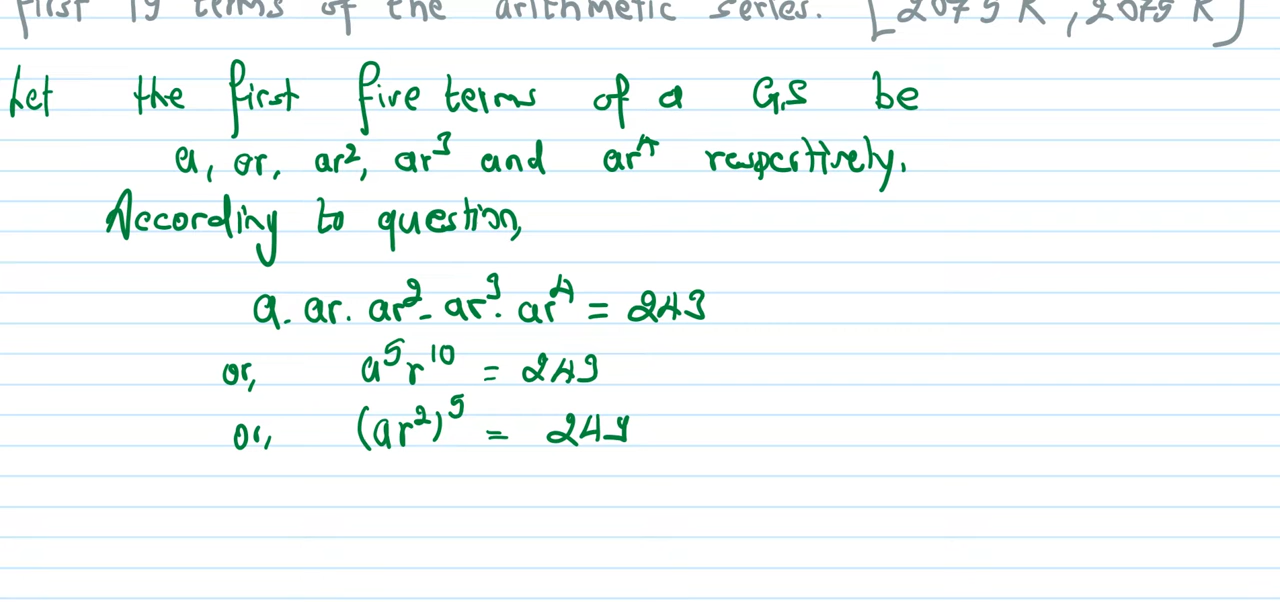 first 19 terms of the arithmetic series. [2075 R, 2079 R]
Let the first five terms of a G.S be
a, ar, ar², ar³ and ar⁴ respectively.
According to question,
a. ar. ar². ar³. ar⁴ = 243
or, a⁵r¹⁰ = 243
or, (ar²)⁵ = 243